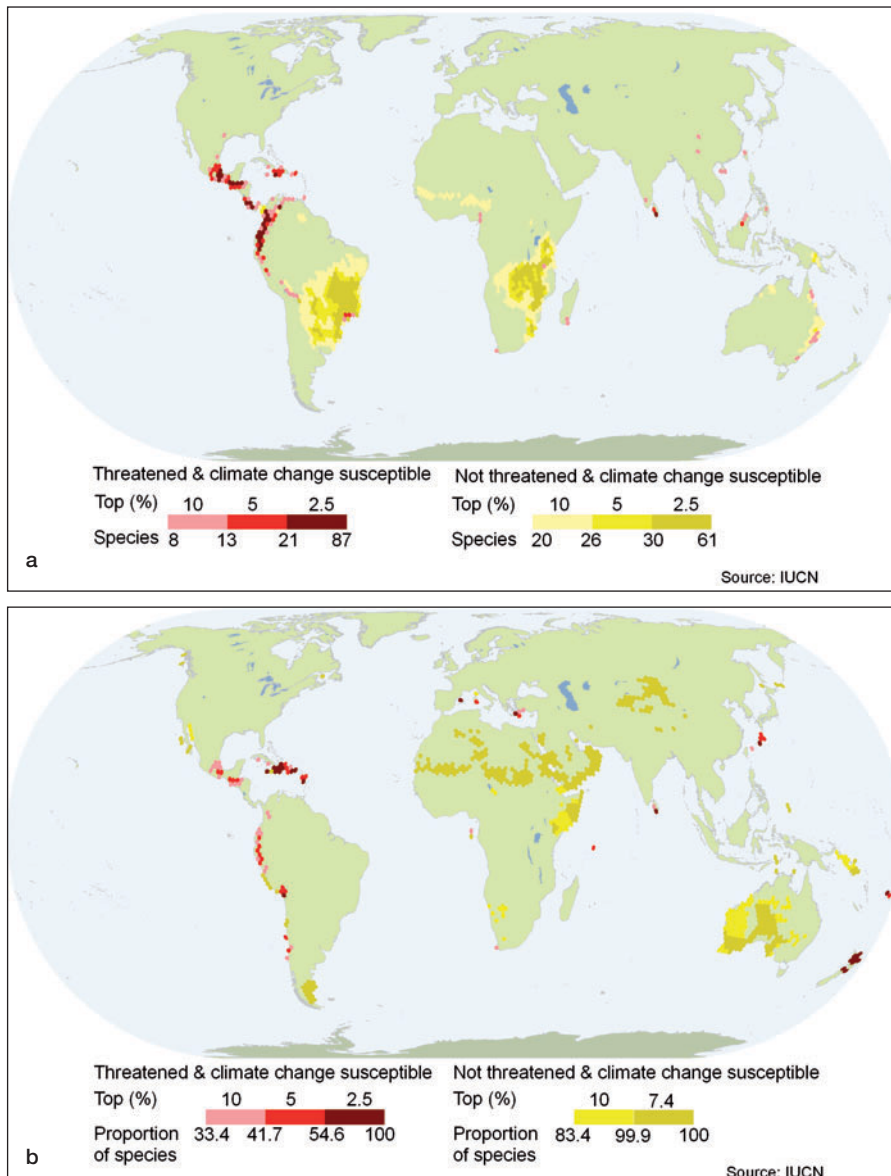 Threatened & climate change susceptible
Top (%) 10 5 2.5
Species 8 13 21 87
Not threatened & climate change susceptible
Top (%) 10 5 2.5
Species 20 26 30 61
a
Source: IUCN
Threatened & climate change susceptible
Top (%) 10 5 2.5
Proportion
of species
33.4 41.7 54.6 100
Not threatened & climate change susceptible
Top (%) 10 7.4
Proportion
of species
83.4 99.9 100
b
Source: IUCN